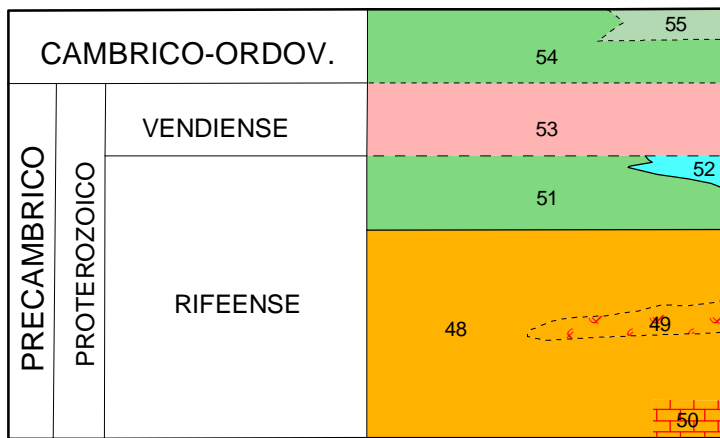 CAMBRICO-ORDOV.
55
54
PRECAMBRICO
PROTEROZOICO
VENDIENSE
53
52
51
RIFEENSE
48
49
50